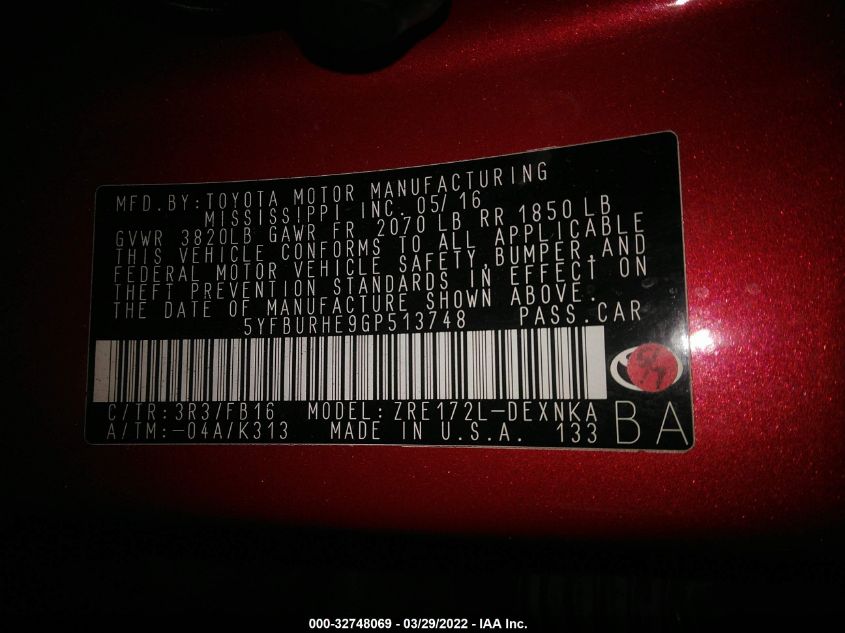 MFD.BY:TOYOTA MOTOR MANUFACTURING
MISSISSIPPI INC. 05/16
GVWR 3820LB GAWR FR 2070 LB RR 1850 LB
THIS VEHICLE CONFORMS TO ALL APPLICABLE
FEDERAL MOTOR VEHICLE SAFETY,BUMPER,AND
THEFT PREVENTION STANDARDS IN EFFECT ON
THE DATE OF MANUFACTURE SHOWN ABOVE.
5YFBURHE9GP513748 PASS.CAR
C/TR:3R3/FB16 MODEL:ZRE172L-DEXNKA
A/TM:-04A/K313 MADE IN U.S.A. 133
BA
000-32748069 - 03/29/2022 - IAA Inc.